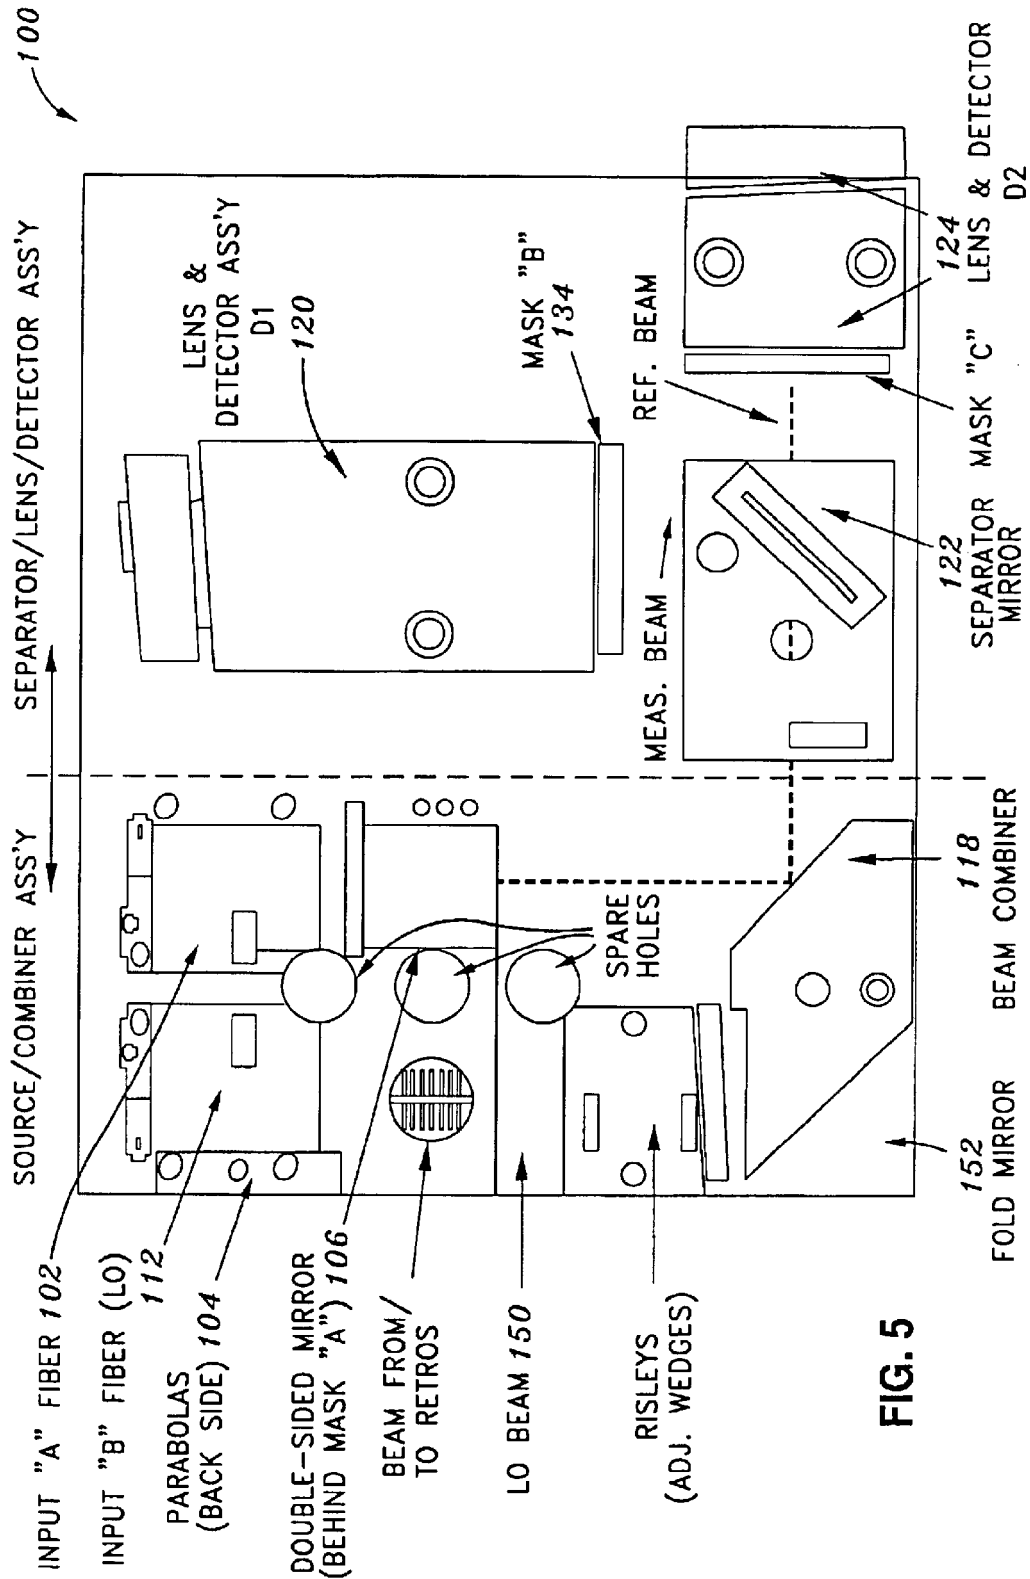 100
SOURCE/COMBINER ASS'Y
SEPARATOR/LENS/DETECTOR ASS'Y
INPUT "A" FIBER 102
INPUT "B" FIBER (LO)
112
PARABOLAS
(BACK SIDE) 104
DOUBLE-SIDED MIRROR
(BEHIND MASK "A") 106
BEAM FROM/
TO RETROS
LO BEAM 150
RISLEYS
(ADJ. WEDGES)
SPARE
HOLES
LENS &
DETECTOR ASS'Y
D1
120
MASK "B"
134
MEAS. BEAM
REF. BEAM
152
FOLD MIRROR
118
BEAM COMBINER
122
SEPARATOR
MIRROR
MASK "C"
124
LENS & DETECTOR
D2
FIG. 5